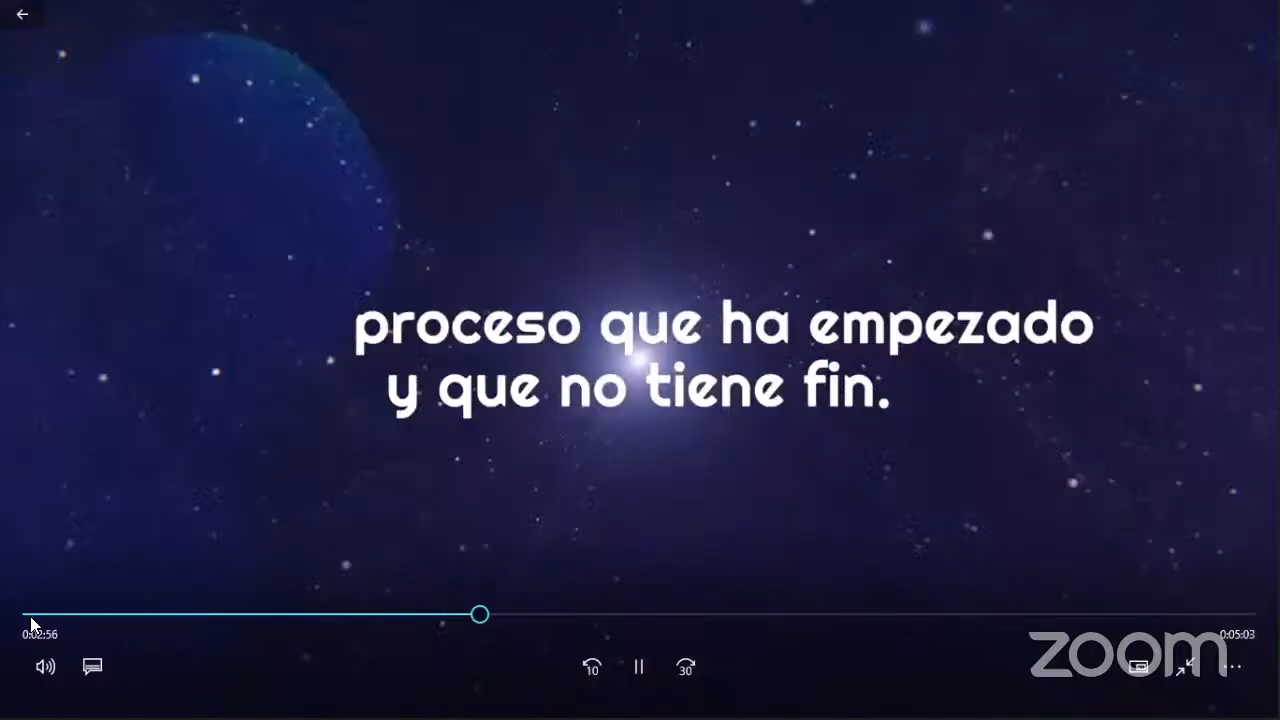 proceso que ha empezado
y que no tiene fin.
0:02:56
0:05:03
10
30
zoom